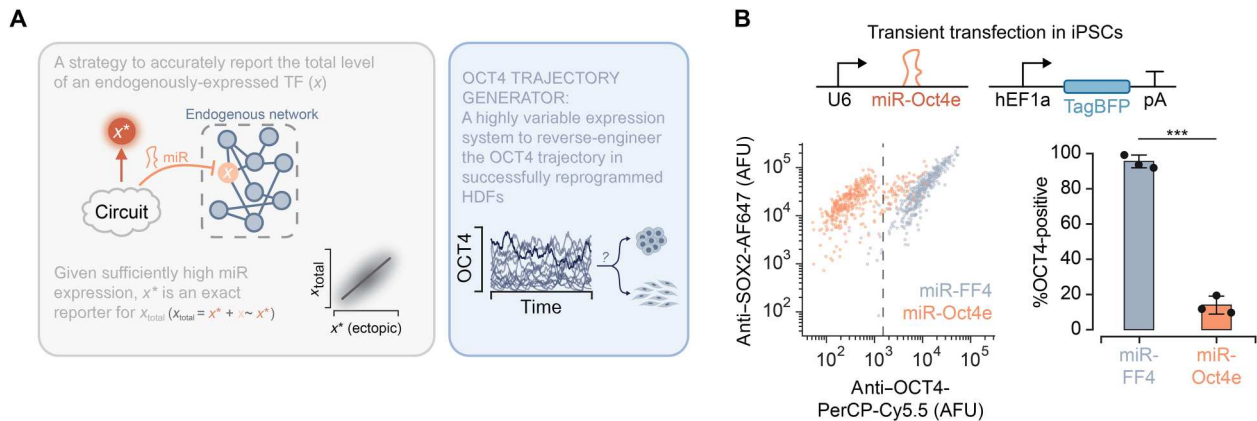 A
A strategy to accurately report the total level
of an endogenously-expressed TF (x)
Endogenous network
x*
miR
x
Circuit
Given sufficiently high miR
expression, x* is an exact
reporter for xtotal (xtotal = x* + x ~ x*)
xtotal
x* (ectopic)
OCT4 TRAJECTORY
GENERATOR:
A highly variable expression
system to reverse-engineer
the OCT4 trajectory in
successfully reprogrammed
HDFs
OCT4
Time
?
B
Transient transfection in iPSCs
U6
miR-Oct4e
hEF1a
TagBFP
pA
Anti–SOX2-AF647 (AFU)
10^5
10^4
10^3
10^2
miR-FF4
miR-Oct4e
10^2 10^3 10^4 10^5
Anti–OCT4-
PerCP-Cy5.5 (AFU)
%OCT4-positive
***
100
80
60
40
20
0
miR-
FF4
miR-
Oct4e